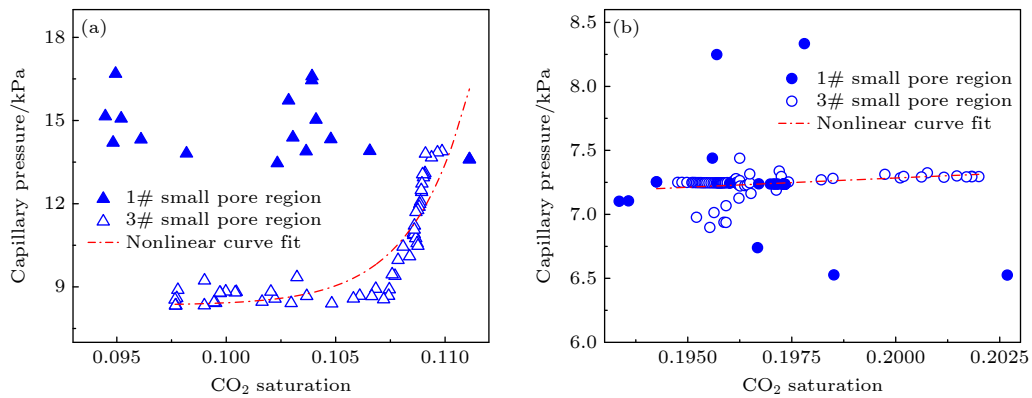 (a)
18
15
12
9
Capillary pressure/kPa
1# small pore region
3# small pore region
Nonlinear curve fit
0.095 0.100 0.105 0.110
CO₂ saturation
(b)
8.5
8.0
7.5
7.0
6.5
6.0
Capillary pressure/kPa
1# small pore region
3# small pore region
Nonlinear curve fit
0.1950 0.1975 0.2000 0.2025
CO₂ saturation